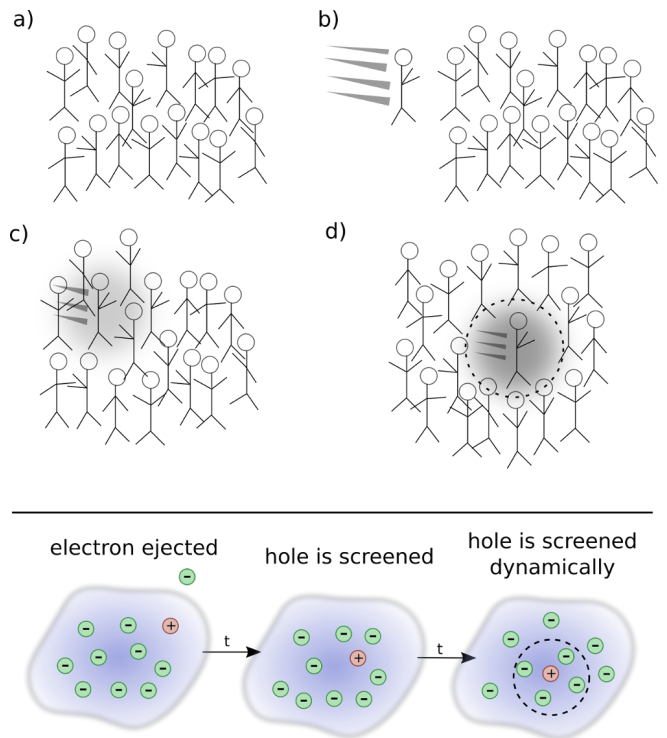 a)
b)
c)
d)
electron ejected
hole is screened
hole is screened
dynamically
-
- - +
- - -
- - - -
t
- - -
- +
-
- - - -
t
-
- - -
- + - -
- -